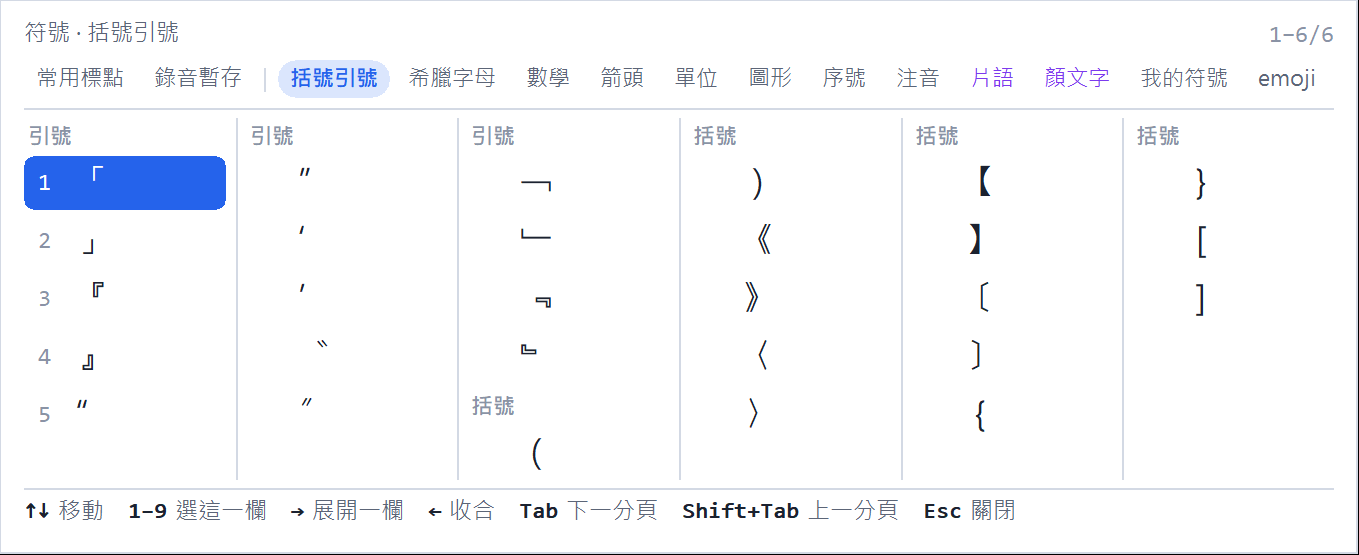 符號 · 括號引號 1–6/6
常用標點 錄音暫存 括號引號 希臘字母 數學 箭頭 單位 圖形 序號 注音 片語 顏文字 我的符號 emoji
引號
1 「
2 」
3 『
4 』
5 “
引號
”
‘
’
〝
〞
引號
﹁
﹂
﹃
﹄
括號
(
括號
)
《
》
〈
〉
括號
【
】
〔
〕
{
括號
}
[
]
↑↓ 移動 1–9 選這一欄 → 展開一欄 ← 收合 Tab 下一分頁 Shift+Tab 上一分頁 Esc 關閉